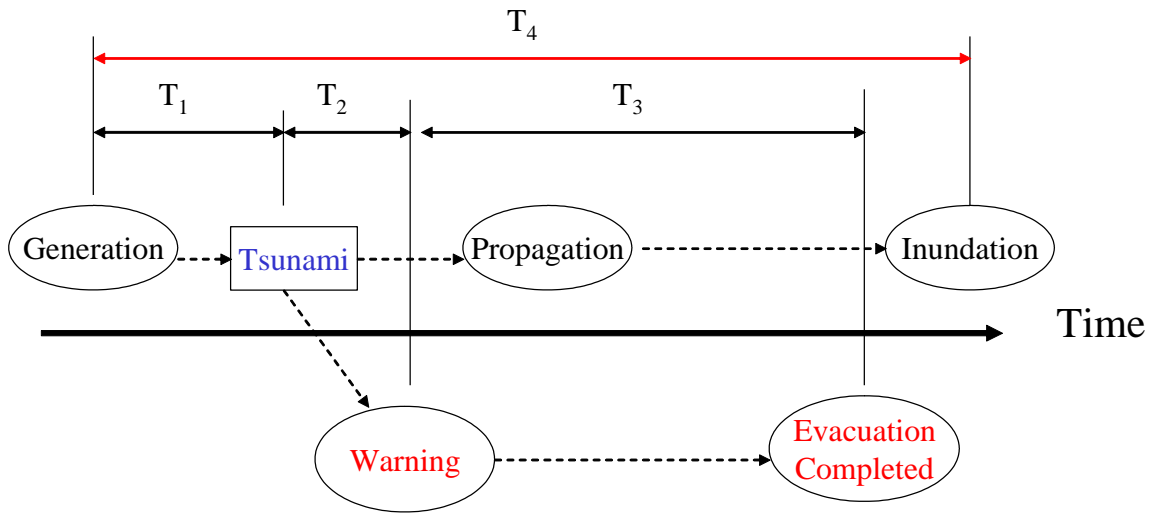 T₄
T₁
T₂
T₃
Generation
Tsunami
Propagation
Inundation
Time
Warning
Evacuation
Completed